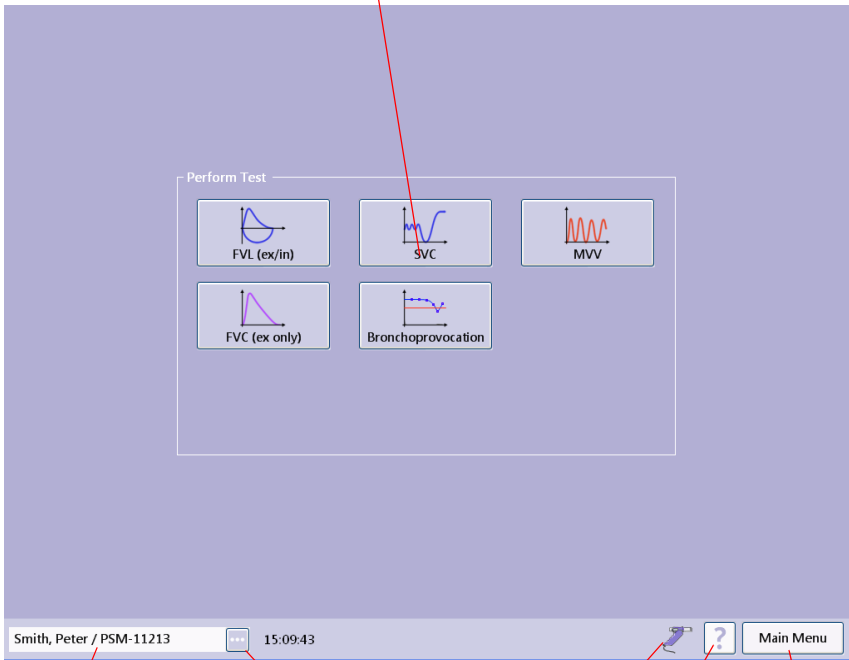 Perform Test
FVL (ex/in)
SVC
MVV
FVC (ex only)
Bronchoprovocation
Smith, Peter / PSM-11213
...
15:09:43
?
Main Menu